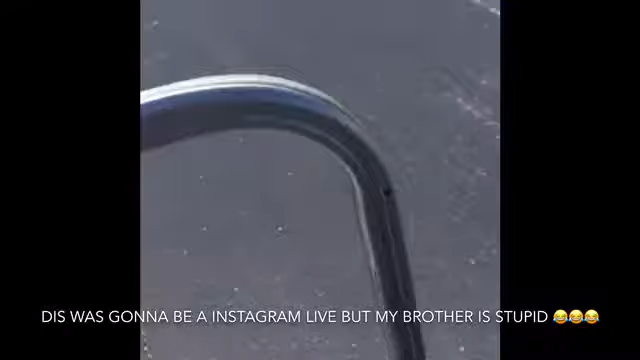 DIS WAS GONNA BE A INSTAGRAM LIVE BUT MY BROTHER IS STUPID 😂😂😂